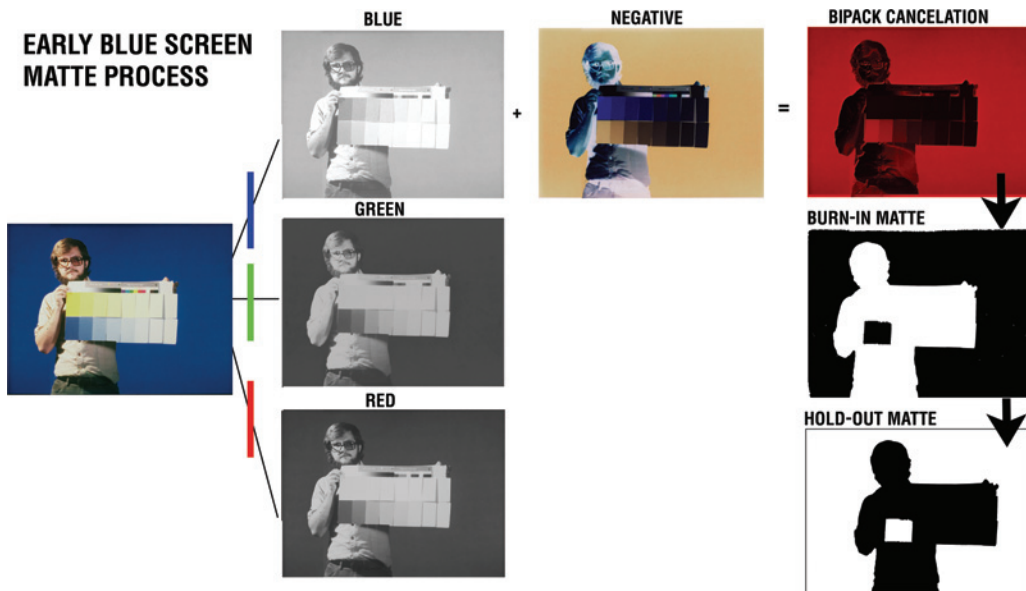 EARLY BLUE SCREEN
MATTE PROCESS
BLUE
NEGATIVE
BIPACK CANCELATION
+
=
GREEN
BURN-IN MATTE
RED
HOLD-OUT MATTE